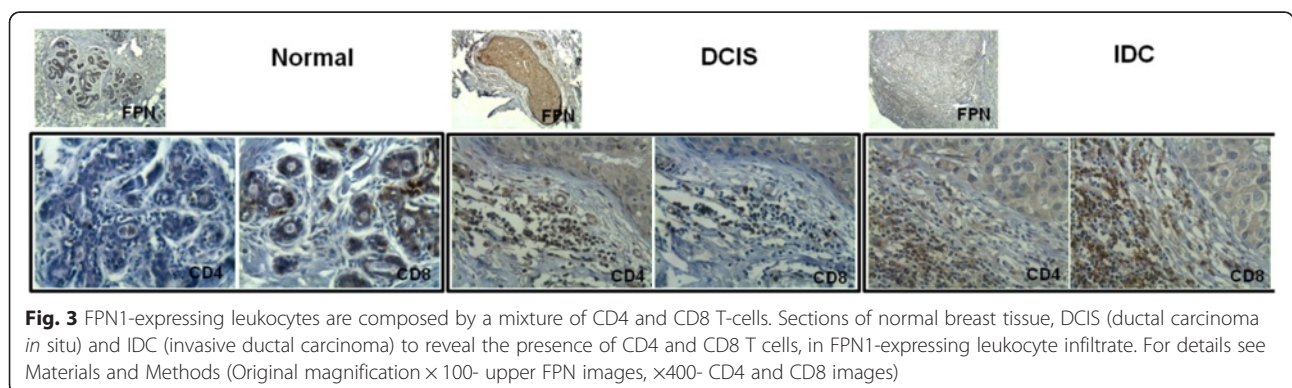 Normal
DCIS
IDC
FPN
FPN
FPN
CD4
CD8
CD4
CD8
CD4
CD8
Fig. 3 FPN1-expressing leukocytes are composed by a mixture of CD4 and CD8 T-cells. Sections of normal breast tissue, DCIS (ductal carcinoma
in situ) and IDC (invasive ductal carcinoma) to reveal the presence of CD4 and CD8 T cells, in FPN1-expressing leukocyte infiltrate. For details see
Materials and Methods (Original magnification × 100- upper FPN images, ×400- CD4 and CD8 images)